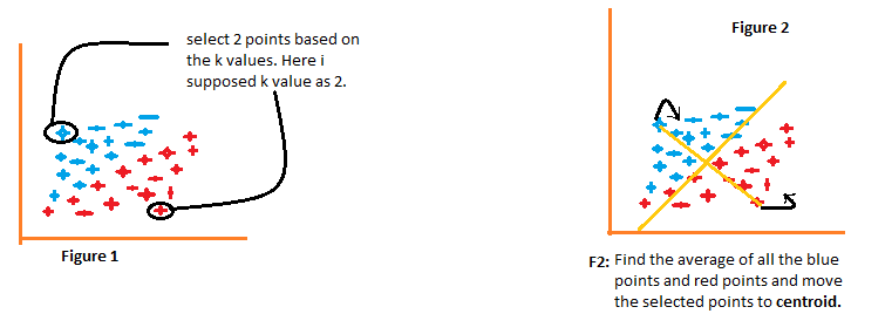 select 2 points based on
the k values. Here i
supposed k value as 2.
Figure 1
Figure 2
F2: Find the average of all the blue
points and red points and move
the selected points to centroid.